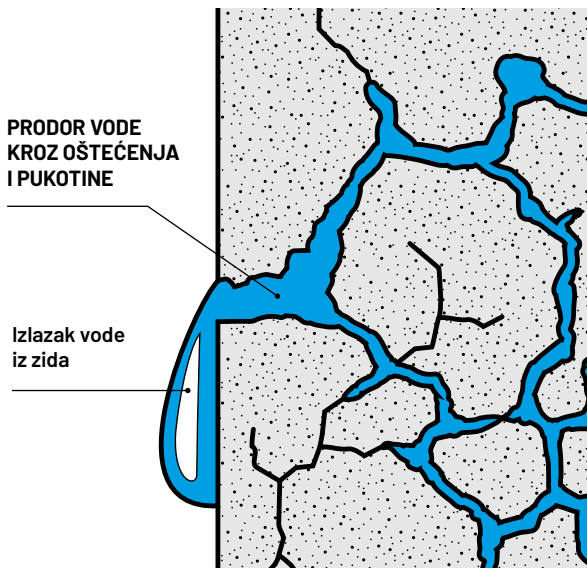 PRODOR VODE
KROZ OŠTEĆENJA
I PUKOTINE
Izlazak vode
iz zida